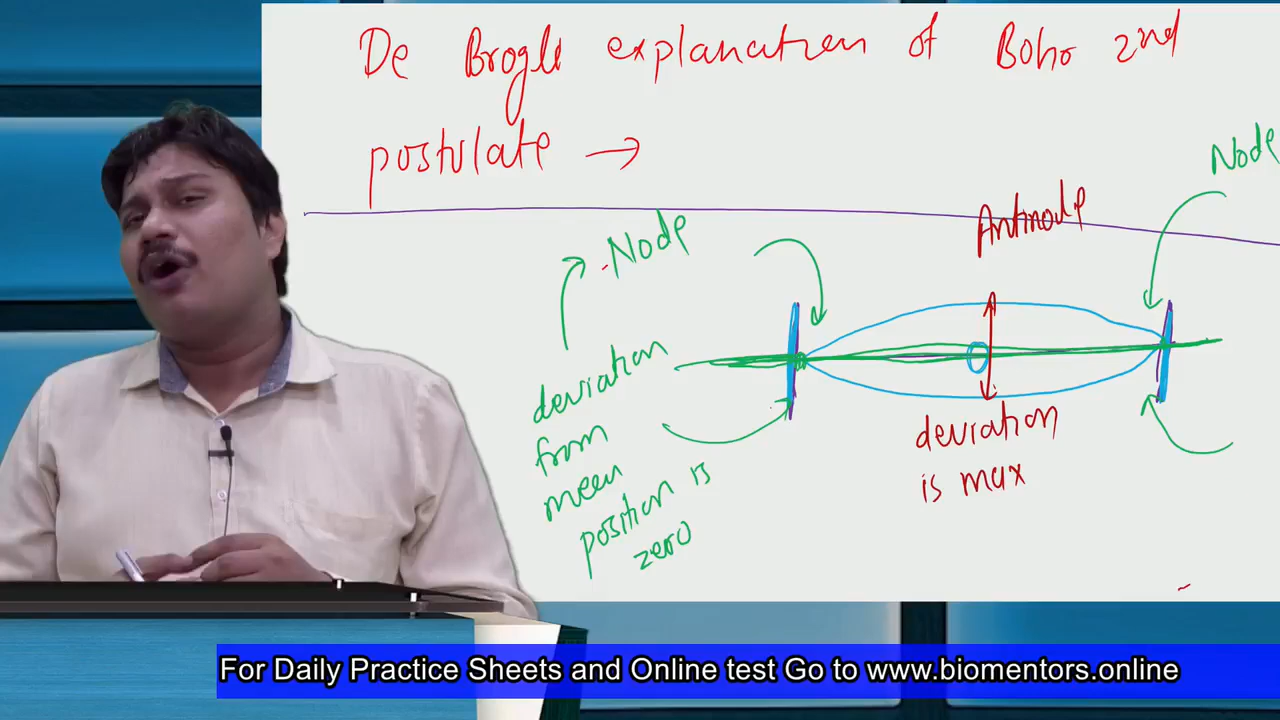 De Broglie explanation of Bohr 2nd
postulate →
Node
Antinode
Node
deviation
from
mean
position is
zero
deviation
is max
For Daily Practice Sheets and Online test Go to www.biomentors.online